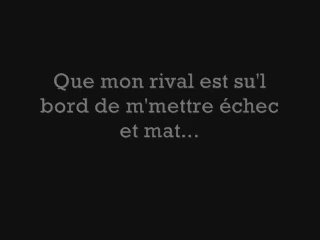 Que mon rival est su'l
bord de m'mettre échec
et mat...